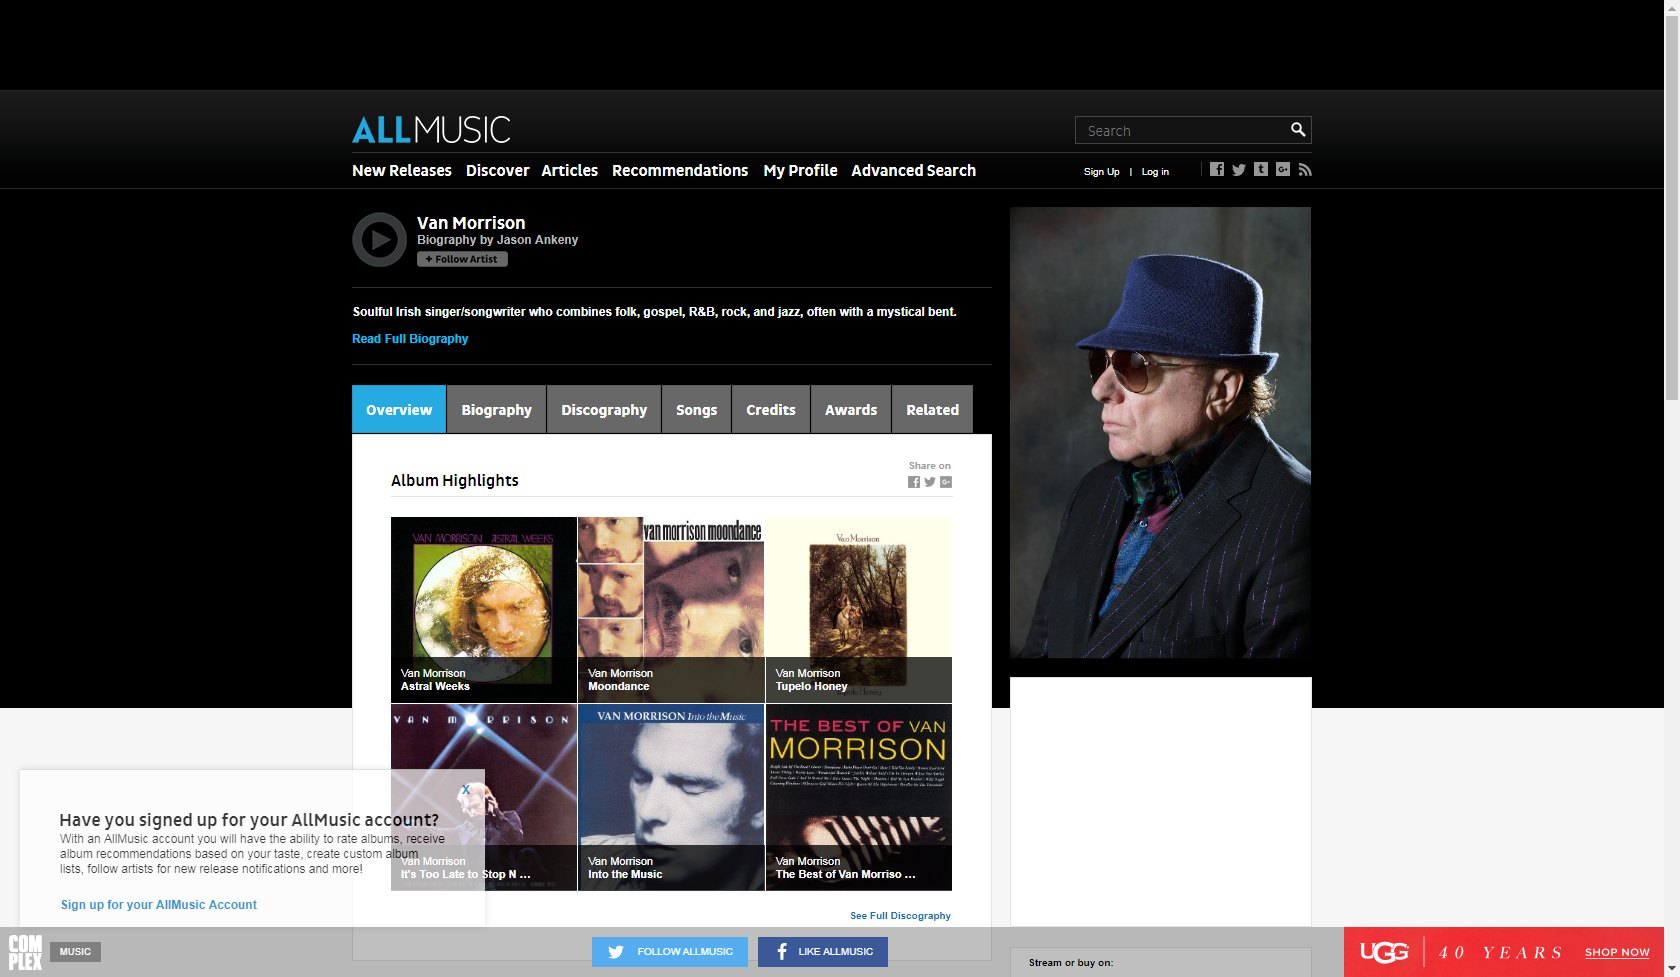 ALLMUSIC
Search
New Releases Discover Articles Recommendations My Profile Advanced Search
Sign Up | Log in
Van Morrison
Biography by Jason Ankeny
+ Follow Artist
Soulful Irish singer/songwriter who combines folk, gospel, R&B, rock, and jazz, often with a mystical bent.
Read Full Biography
Overview Biography Discography Songs Credits Awards Related
Share on
Album Highlights
VAN MORRISON ASTRAL WEEKS
van morrison moondance
Van Morrison
Tupelo Honey
Van Morrison
Astral Weeks
Van Morrison
Moondance
Van Morrison
Tupelo Honey
VAN MORRISON
VAN MORRISON Into the Music
THE BEST OF VAN
MORRISON
Van Morrison
It's Too Late to Stop N ...
Van Morrison
Into the Music
Van Morrison
The Best of Van Morriso ...
See Full Discography
X
Have you signed up for your AllMusic account?
With an AllMusic account you will have the ability to rate albums, receive
album recommendations based on your taste, create custom album
lists, follow artists for new release notifications and more!
Sign up for your AllMusic Account
COM
PLEX
MUSIC
FOLLOW ALLMUSIC
LIKE ALLMUSIC
Stream or buy on:
UGG
40 YEARS
SHOP NOW